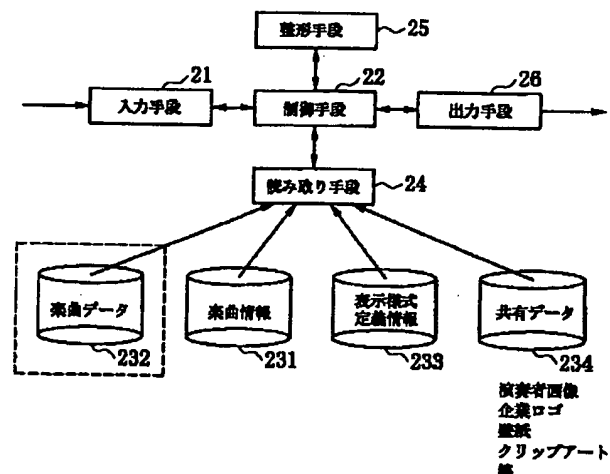 整形手段
25
21
22
26
入力手段
制御手段
出力手段
読み取り手段
24
楽曲データ
楽曲情報
表示様式
定義情報
共有データ
232
231
233
234
演奏者画像
企業ロゴ
壁紙
クリップアート
等